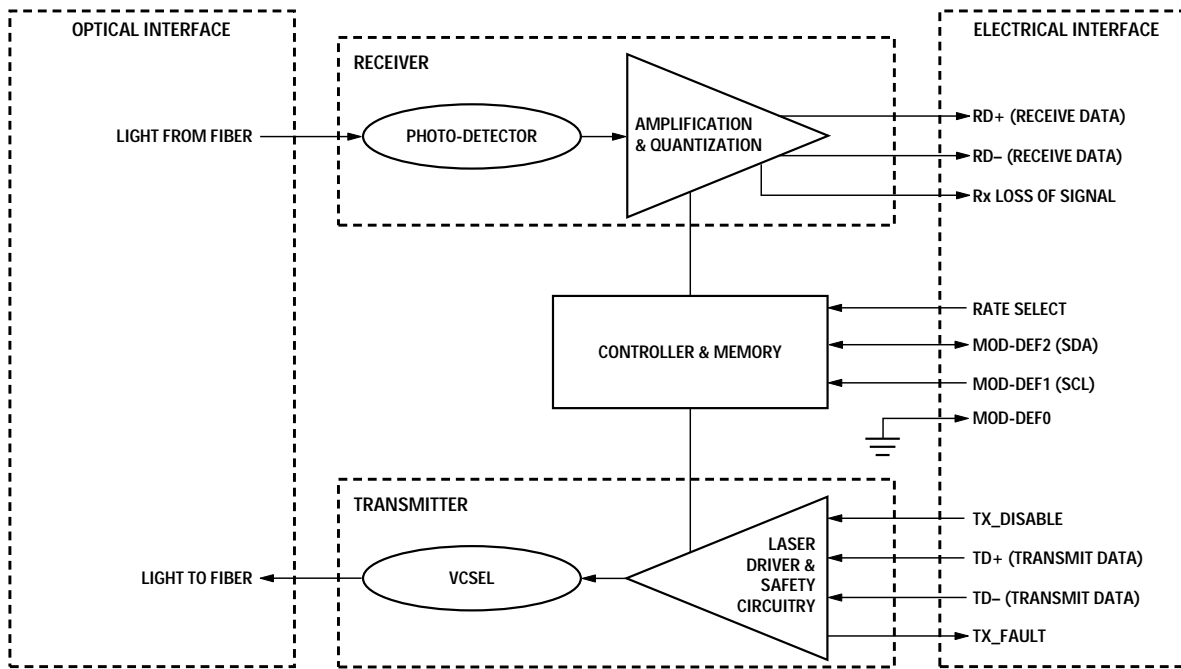 OPTICAL INTERFACE
ELECTRICAL INTERFACE
RECEIVER
LIGHT FROM FIBER
PHOTO-DETECTOR
AMPLIFICATION
& QUANTIZATION
RD+ (RECEIVE DATA)
RD– (RECEIVE DATA)
Rx LOSS OF SIGNAL
CONTROLLER & MEMORY
RATE SELECT
MOD-DEF2 (SDA)
MOD-DEF1 (SCL)
MOD-DEF0
TRANSMITTER
LIGHT TO FIBER
VCSEL
LASER
DRIVER &
SAFETY
CIRCUITRY
TX_DISABLE
TD+ (TRANSMIT DATA)
TD– (TRANSMIT DATA)
TX_FAULT